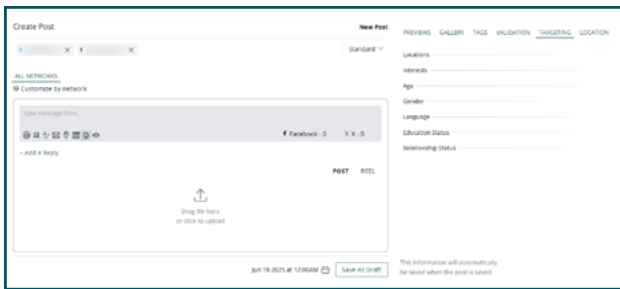 Create Post
New Post
Standard
ALL NETWORKS
Customize by network
Type message here...
Facebook - 0
X - 0
+ Add A Reply
POST REEL
Drag file here
or click to upload
Jun 18 2025 at 12:00AM
Save As Draft
PREVIEWS GALLERY TAGS VALIDATION TARGETING LOCATION
Locations
Interests
Age
Gender
Language
Education Status
Relationship Status
This information will automatically
be saved when the post is saved.